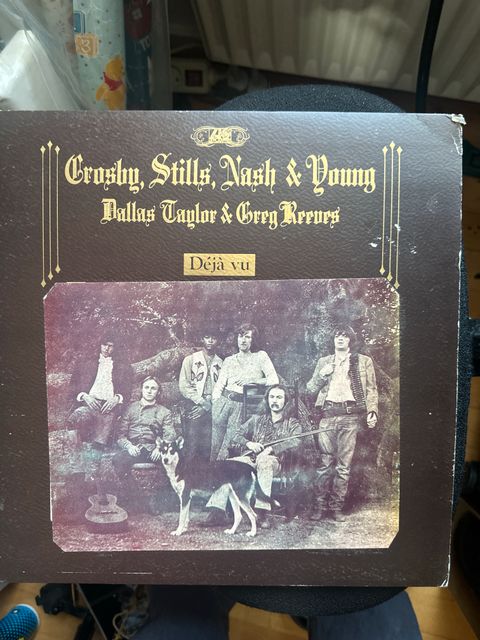 Crosby, Stills, Nash & Young
Dallas Taylor & Greg Reeves
Déjà vu